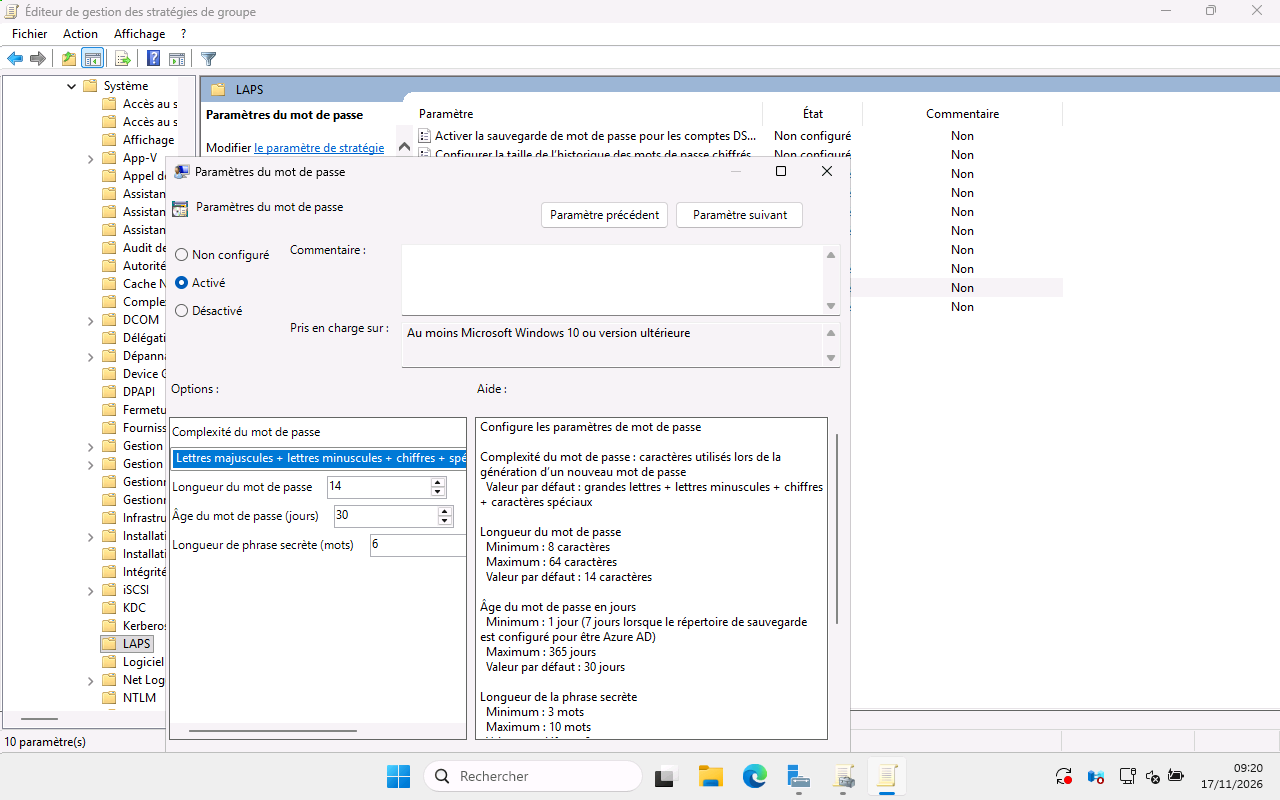 Éditeur de gestion des stratégies de groupe
Fichier Action Affichage ?
Système
Accès au s
Accès au s
Affichage
App-V
Appel de
Assistan
Assistan
Assistan
Audit de
Autorité
Cache N
Comple
DCOM
Délégati
Dépanna
Device G
DPAPI
Fermetu
Fourniss
Gestion
Gestion
Gestionn
Gestionn
Infrastru
Installati
Installati
Intégrité
iSCSI
KDC
Kerberos
LAPS
Logiciel
Net Log
NTLM
LAPS
Paramètres du mot de passe
Modifier le paramètre de stratégie
Paramètre État Commentaire
Activer la sauvegarde de mot de passe pour les comptes DS... Non configuré Non
Configurer la taille de l'historique des mots de passe chiffrés Non configuré Non
Non
Non
Non
Non
Non
Non
Non
Non
Paramètres du mot de passe
Paramètres du mot de passe
Paramètre précédent Paramètre suivant
Non configuré
Activé
Désactivé
Commentaire :
Pris en charge sur :
Au moins Microsoft Windows 10 ou version ultérieure
Options :
Aide :
Complexité du mot de passe
Lettres majuscules + lettres minuscules + chiffres + spé
Longueur du mot de passe 14
Âge du mot de passe (jours) 30
Longueur de phrase secrète (mots) 6
Configure les paramètres de mot de passe
Complexité du mot de passe : caractères utilisés lors de la
génération d'un nouveau mot de passe
Valeur par défaut : grandes lettres + lettres minuscules + chiffres
+ caractères spéciaux
Longueur du mot de passe
Minimum : 8 caractères
Maximum : 64 caractères
Valeur par défaut : 14 caractères
Âge du mot de passe en jours
Minimum : 1 jour (7 jours lorsque le répertoire de sauvegarde
est configuré pour être Azure AD)
Maximum : 365 jours
Valeur par défaut : 30 jours
Longueur de la phrase secrète
Minimum : 3 mots
Maximum : 10 mots
10 paramètre(s)
Rechercher
09:20
17/11/2026